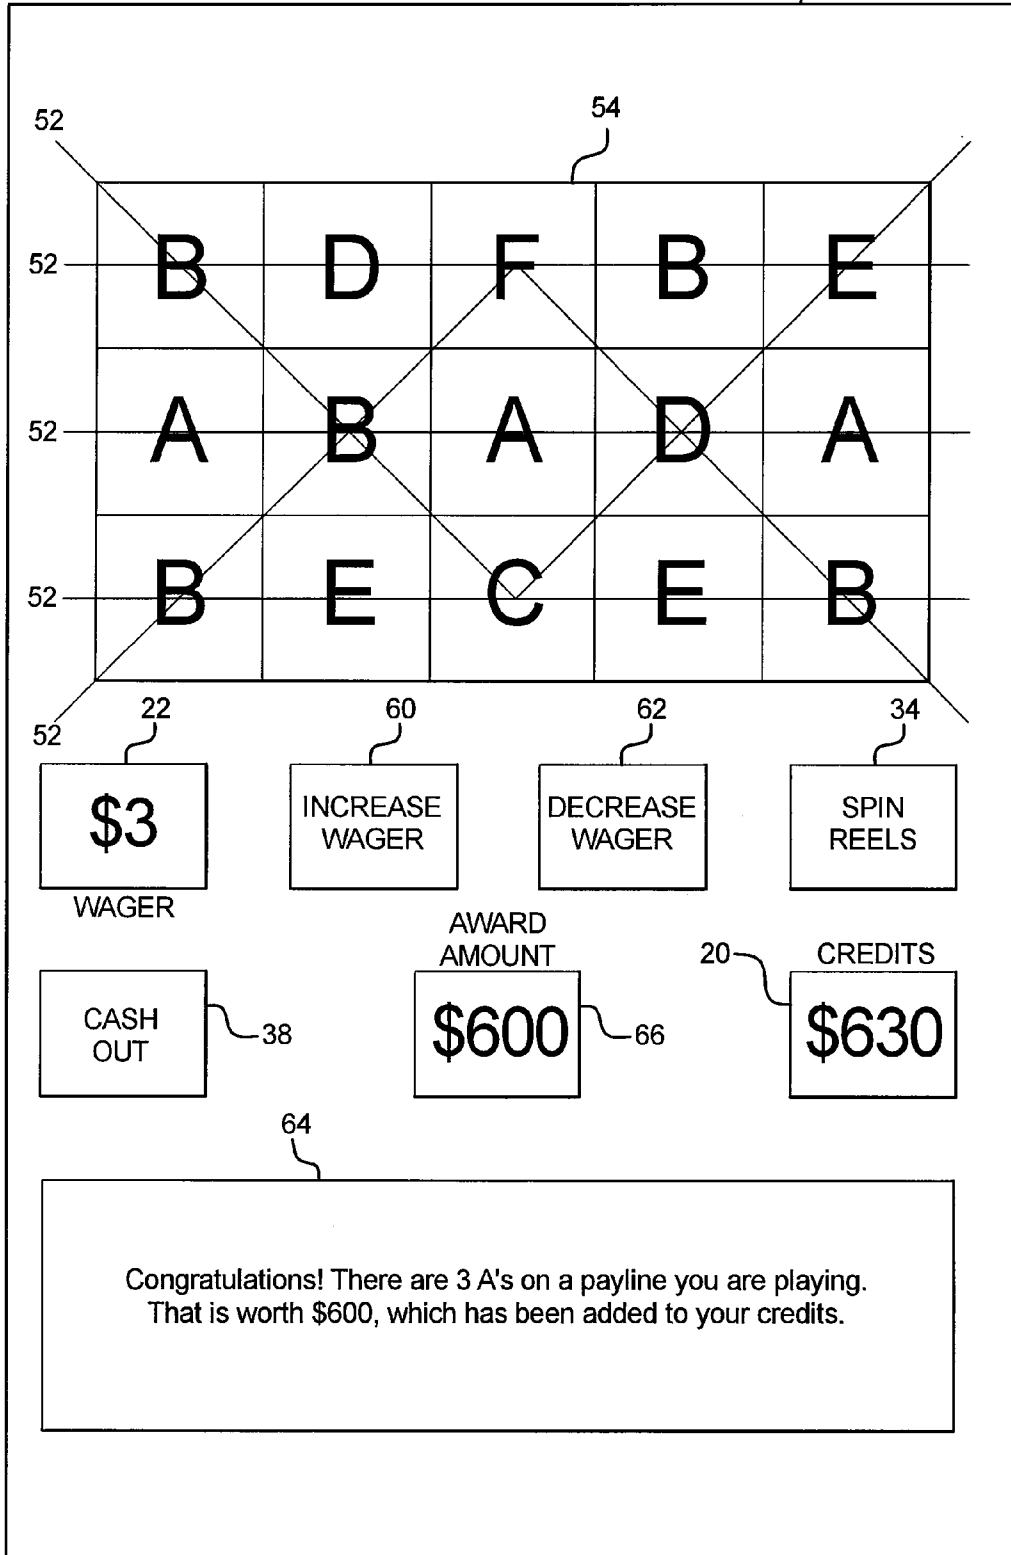 54
52
52 B D F B E
52 A B A D A
52 B E C E B
52
22 60 62 34
$3 INCREASE WAGER DECREASE WAGER SPIN REELS
WAGER
AWARD AMOUNT
20 CREDITS
CASH OUT 38 $600 66 $630
64
Congratulations! There are 3 A's on a payline you are playing.
That is worth $600, which has been added to your credits.